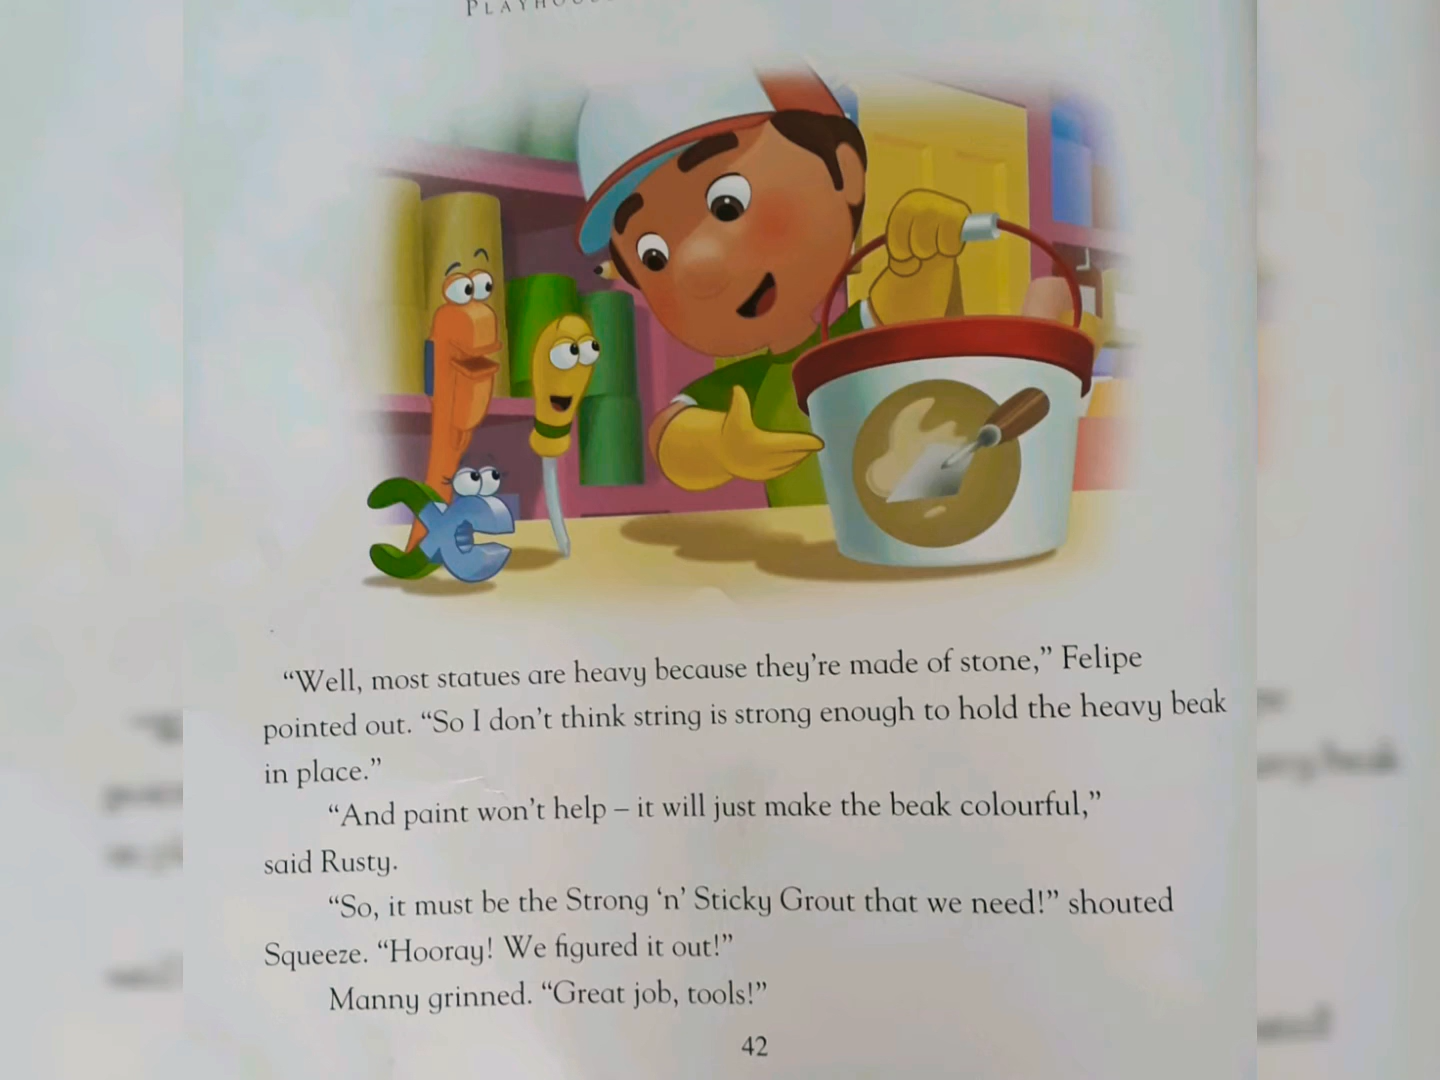 “Well, most statues are heavy because they’re made of stone,” Felipe
pointed out. “So I don’t think string is strong enough to hold the heavy beak
in place.”
“And paint won’t help – it will just make the beak colourful,”
said Rusty.
“So, it must be the Strong ‘n’ Sticky Grout that we need!” shouted
Squeeze. “Hooray! We figured it out!”
Manny grinned. “Great job, tools!”
42